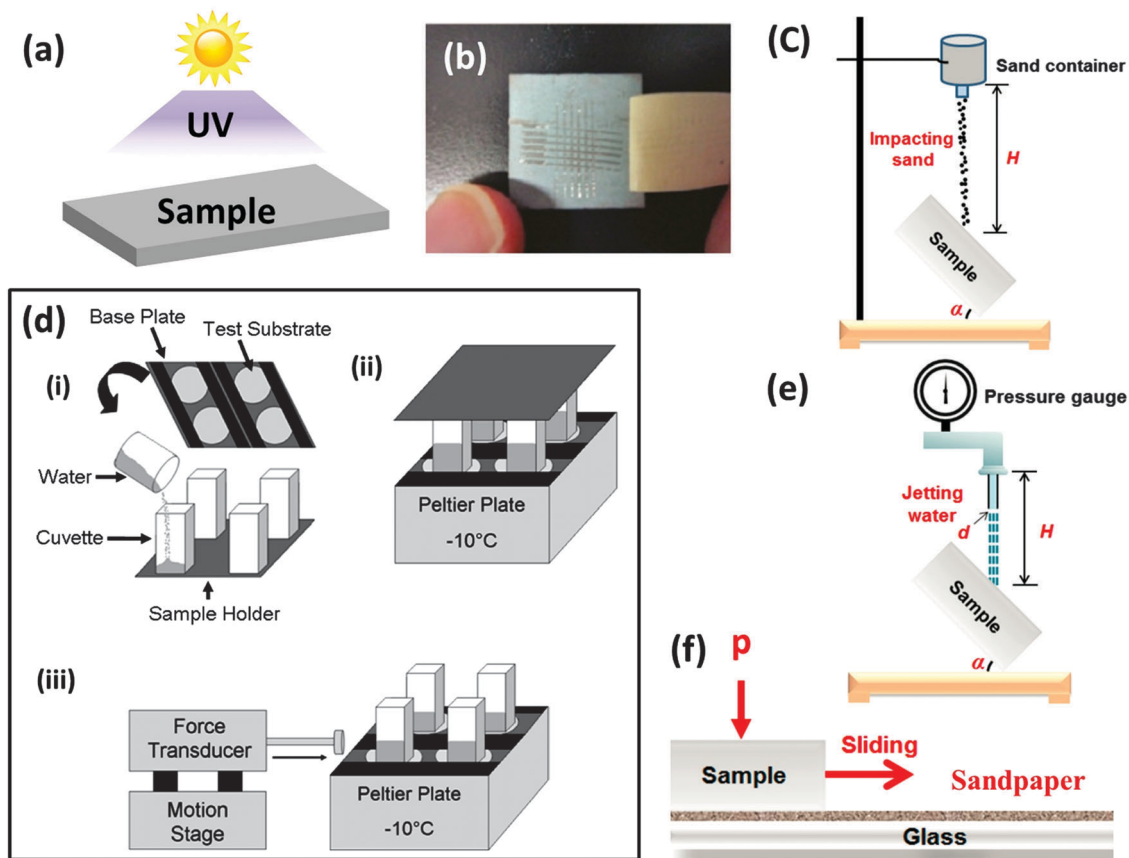 (a)
UV
Sample
(b)
(C)
Sand container
Impacting
sand
H
Sample
α
(d)
Base Plate
Test Substrate
(i)
Water
Cuvette
Sample Holder
(ii)
Peltier Plate
-10°C
(iii)
Force
Transducer
Motion
Stage
Peltier Plate
-10°C
(e)
Pressure gauge
Jetting
water
d
H
Sample
α
(f)
p
Sample
Sliding
Sandpaper
Glass